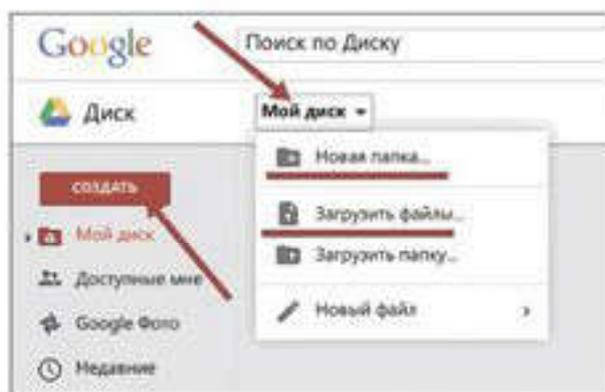 Google
Поиск по Диску
Диск
Мой диск
Новая папка...
СОЗДАТЬ
Загрузить файлы...
Мой диск
Загрузить папку...
Доступные мне
Google Фото
Новый файл
Недавние